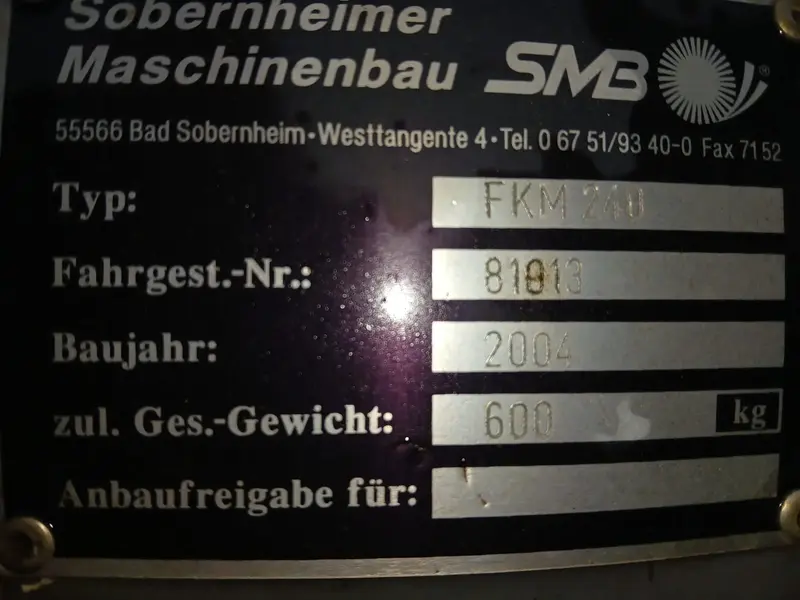 Sobernheimer
Maschinenbau SMB ®
55566 Bad Sobernheim • Westtangente 4 • Tel. 0 67 51/93 40-0 Fax 71 52
Typ: FKM 240
Fahrgest.-Nr.: 81013
Baujahr: 2004
zul. Ges.-Gewicht: 600 kg
Anbaufreigabe für: